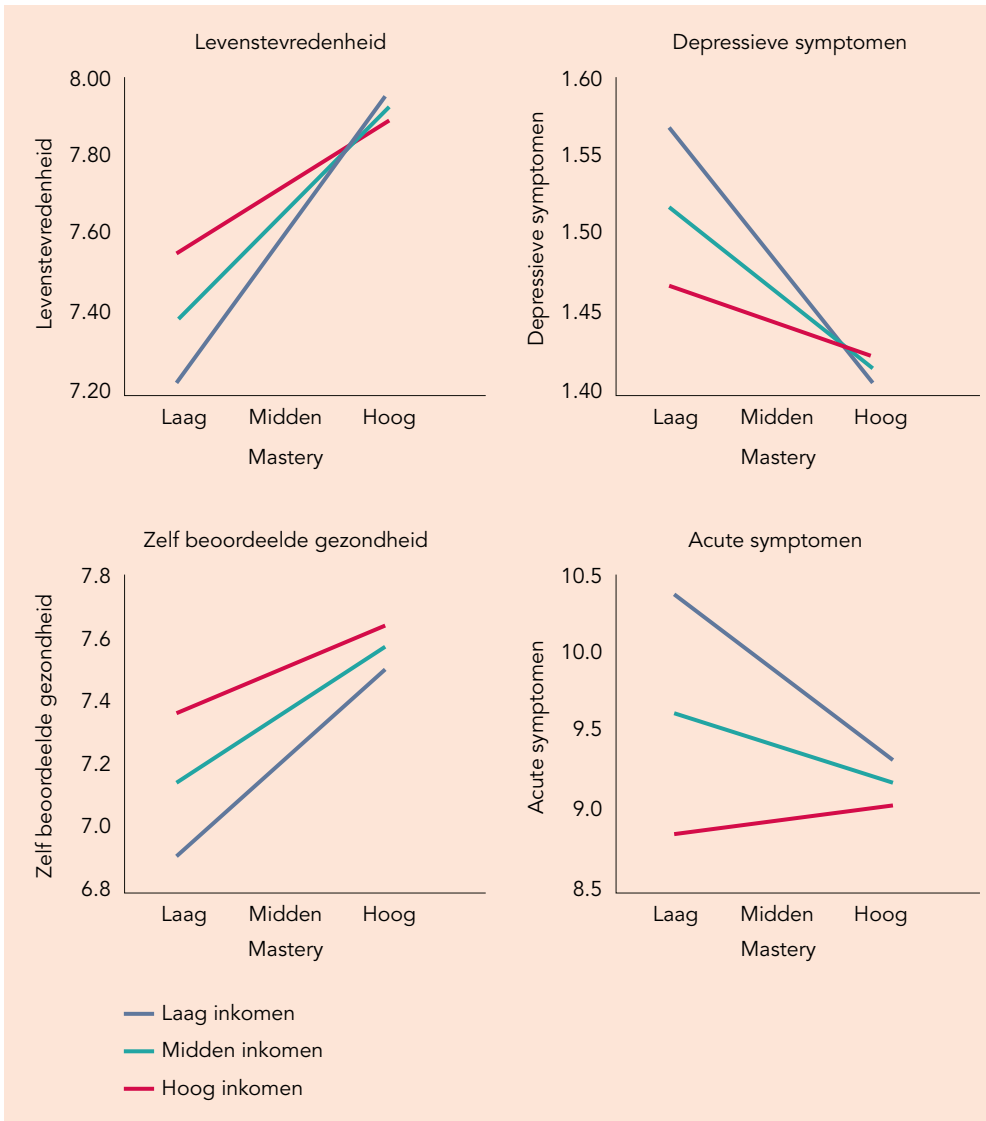 Levenstevredenheid
8.00
7.80
7.60
7.40
7.20
Levenstevredenheid
Laag Midden Hoog
Mastery
Depressieve symptomen
1.60
1.55
1.50
1.45
1.40
Depressieve symptomen
Laag Midden Hoog
Mastery
Zelf beoordeelde gezondheid
7.8
7.6
7.4
7.2
7.0
6.8
Zelf beoordeelde gezondheid
Laag Midden Hoog
Mastery
Acute symptomen
10.5
10.0
9.5
9.0
8.5
Acute symptomen
Laag Midden Hoog
Mastery
Laag inkomen
Midden inkomen
Hoog inkomen